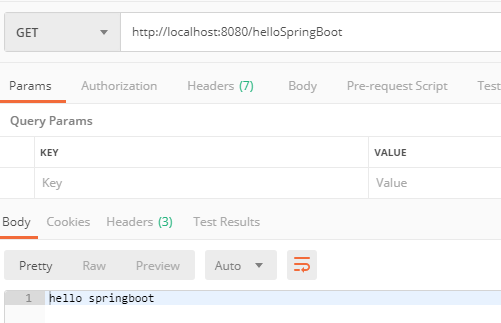 GET http://localhost:8080/helloSpringBoot
Params Authorization Headers (7) Body Pre-request Script Test
Query Params
KEY VALUE
Key Value
Body Cookies Headers (3) Test Results
Pretty Raw Preview Auto
1 hello springboot